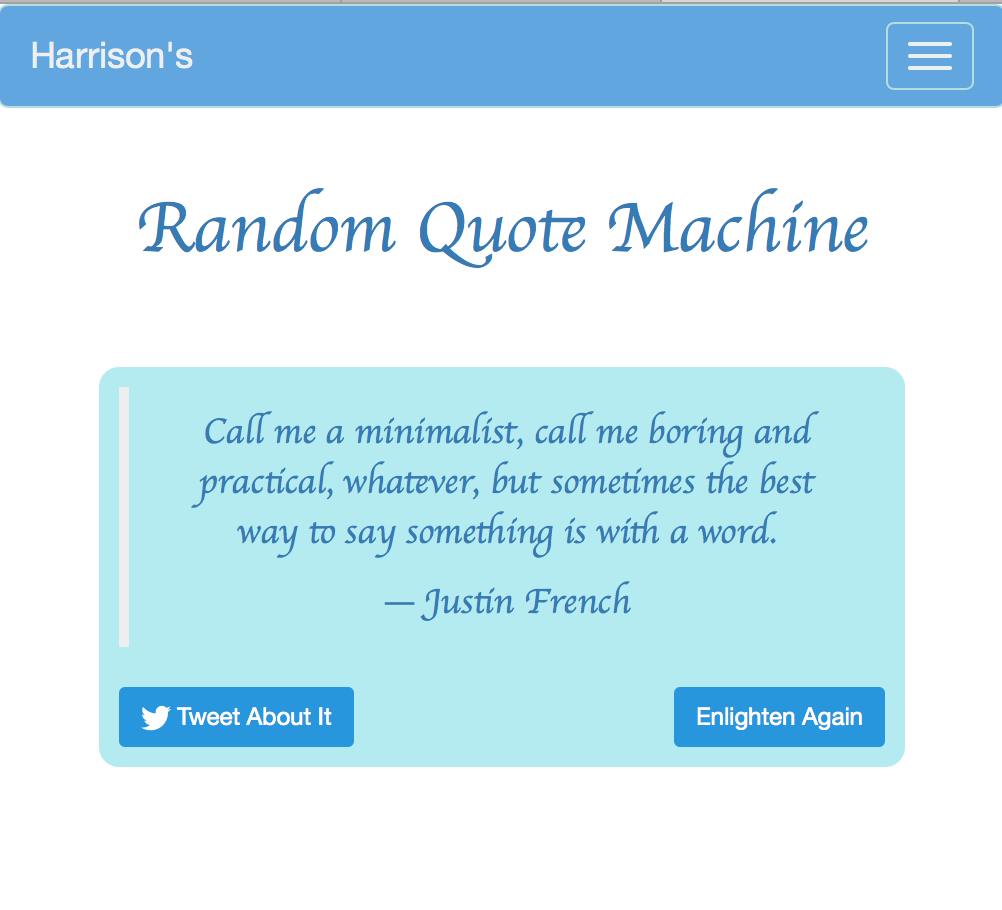 Harrison's
Random Quote Machine
Call me a minimalist, call me boring and
practical, whatever, but sometimes the best
way to say something is with a word.
— Justin French
Tweet About It
Enlighten Again